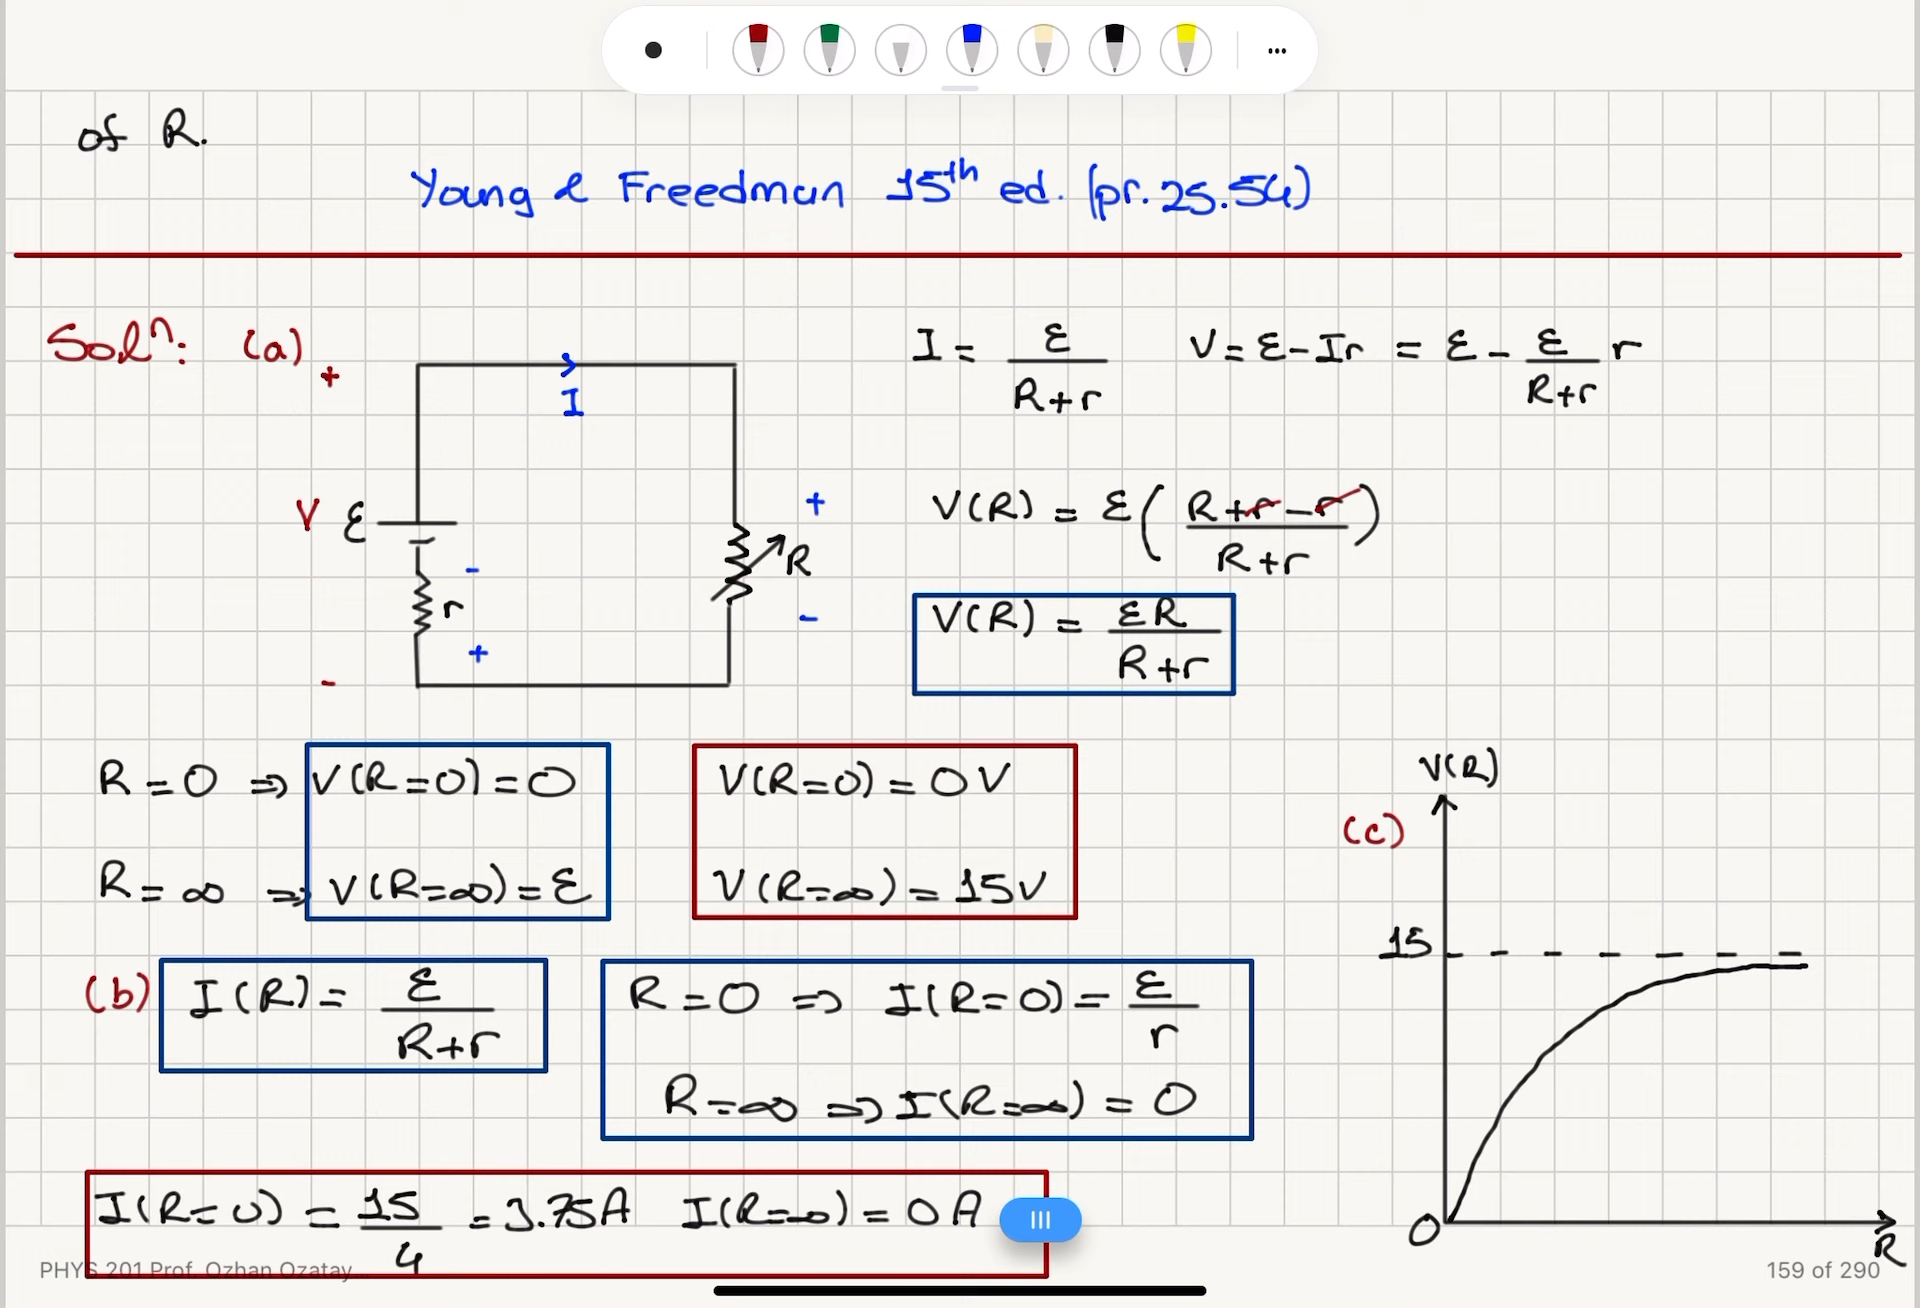 of R.
Young & Freedman 15th ed. (pr. 25.54)
Solⁿ: (a)
+
I
V ε
-
r
+
-
+
R
-
I = ε / (R+r)   V = ε - Ir = ε - ε / (R+r) r
V(R) = ε ( (R+r-r) / (R+r) )
V(R) = εR / (R+r)
R = 0 ⇒ V(R=0) = 0   V(R=0) = 0 V
R = ∞ ⇒ V(R=∞) = ε   V(R=∞) = 15V
(b) I(R) = ε / (R+r)   R = 0 ⇒ I(R=0) = ε / r
R = ∞ ⇒ I(R=∞) = 0
I(R=0) = 15 / 4 = 3.75A   I(R=∞) = 0 A
(c)
V(R)
15
0
R
PHYS 201 Prof. Ozhan Ozatay
159 of 290